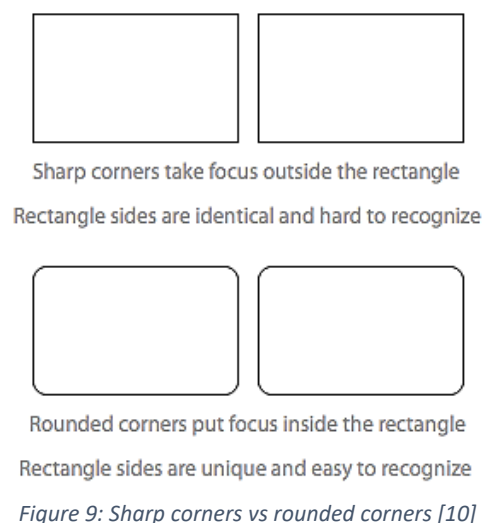 Sharp corners take focus outside the rectangle
Rectangle sides are identical and hard to recognize
Rounded corners put focus inside the rectangle
Rectangle sides are unique and easy to recognize
Figure 9: Sharp corners vs rounded corners [10]